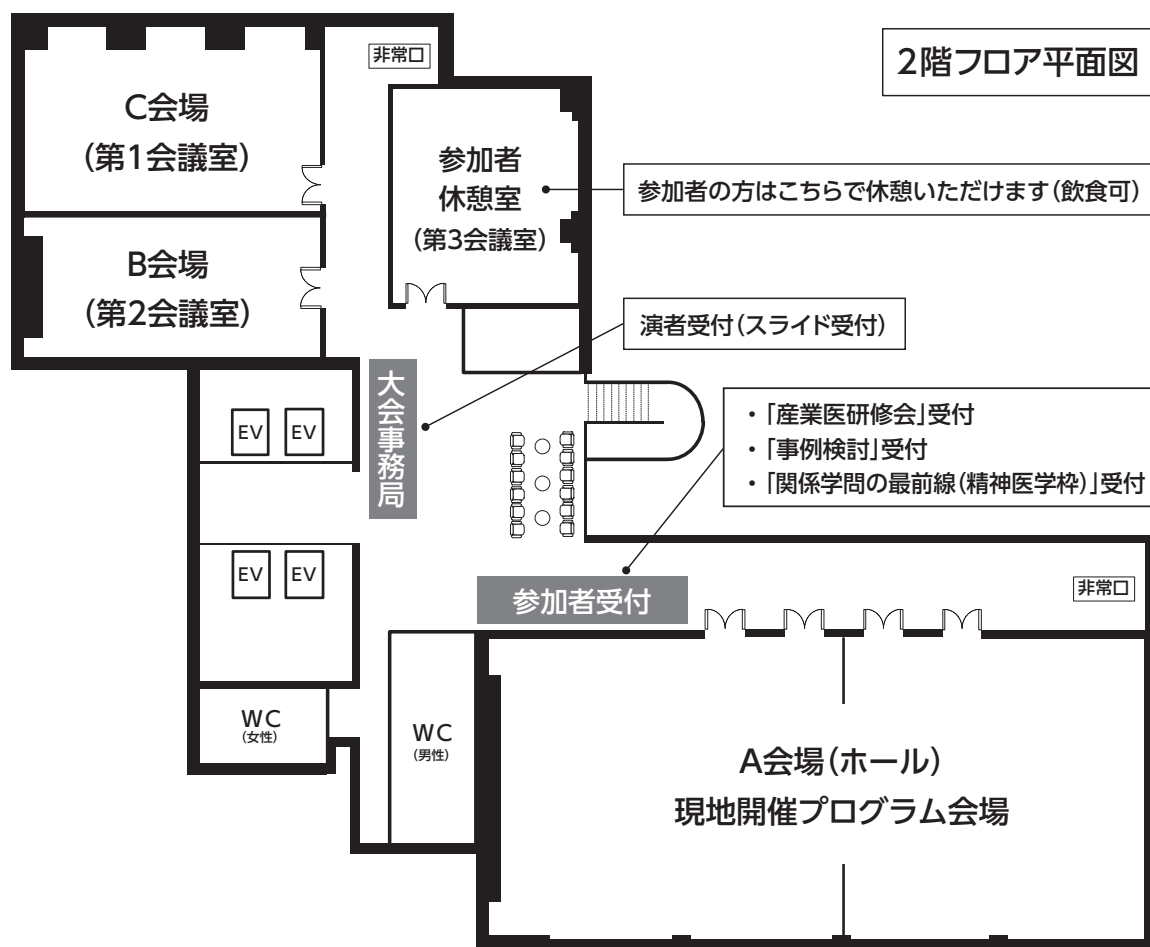 2階フロア平面図
非常口
C会場
(第1会議室)
参加者
休憩室
(第3会議室)
参加者の方はこちらで休憩いただけます(飲食可)
B会場
(第2会議室)
演者受付(スライド受付)
大会事務局
・「産業医研修会」受付
・「事例検討」受付
・「関係学問の最前線(精神医学枠)」受付
EV
EV
EV
EV
参加者受付
非常口
WC
(女性)
WC
(男性)
A会場(ホール)
現地開催プログラム会場